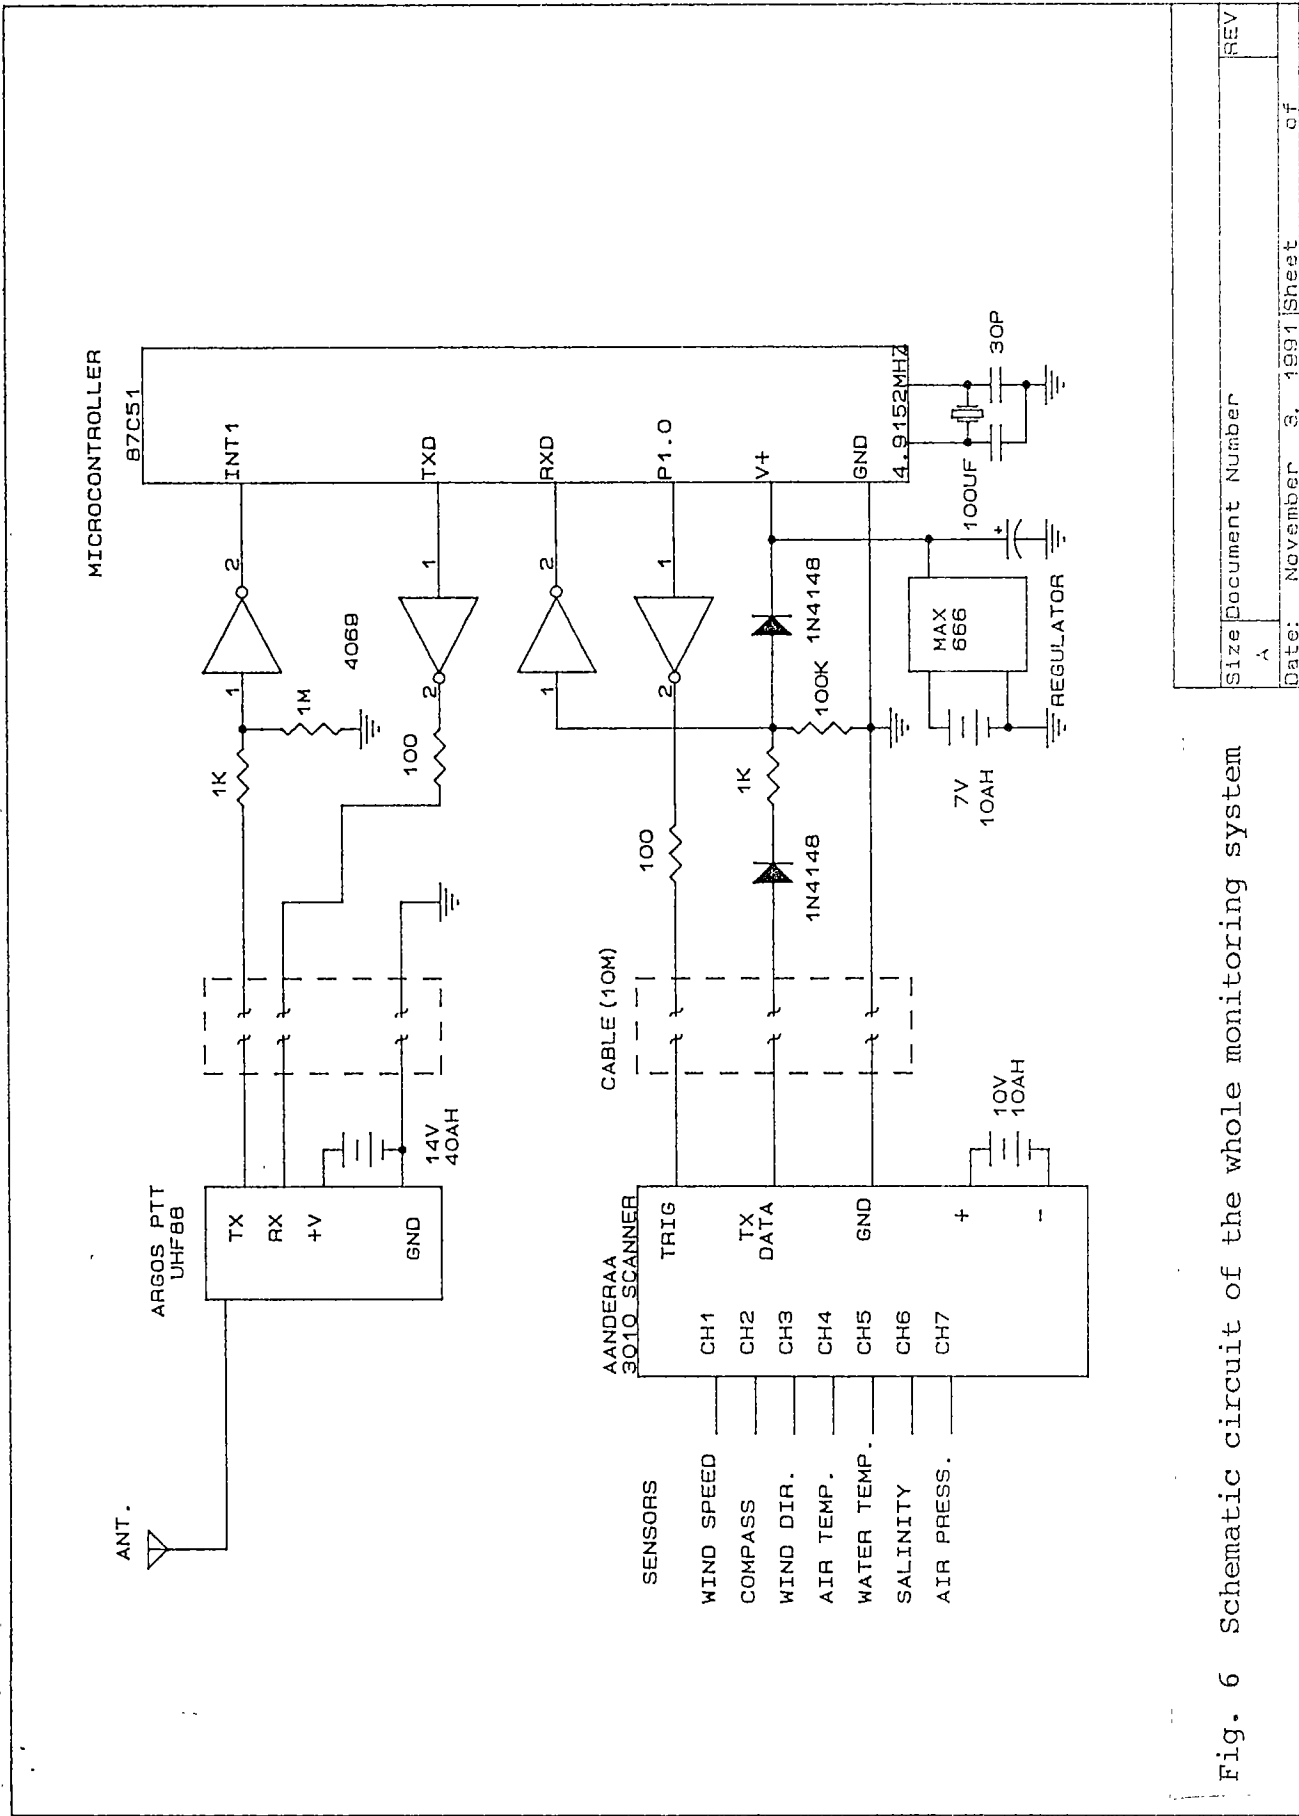 ANT.
ARGOS PTT
UHF88
TX
RX
+V
GND
14V
40AH
1K
1M
100
4069
1
2
1
2
MICROCONTROLLER
87C51
INT1
TXD
RXD
P1.0
V+
GND
4.9152MHZ
SENSORS
WIND SPEED
COMPASS
WIND DIR.
AIR TEMP.
WATER TEMP.
SALINITY
AIR PRESS.
AANDERAA
3010 SCANNER
CH1
CH2
CH3
CH4
CH5
CH6
CH7
TRIG
TX
DATA
GND
+
-
10V
10AH
CABLE (10M)
100
1N4148
1K
100K
1
2
1
2
1N4148
7V
10AH
MAX
666
REGULATOR
+
100UF
30P
Size
Document Number
REV
A
Date: November 3, 1991
Sheet of
Fig. 6 Schematic circuit of the whole monitoring system